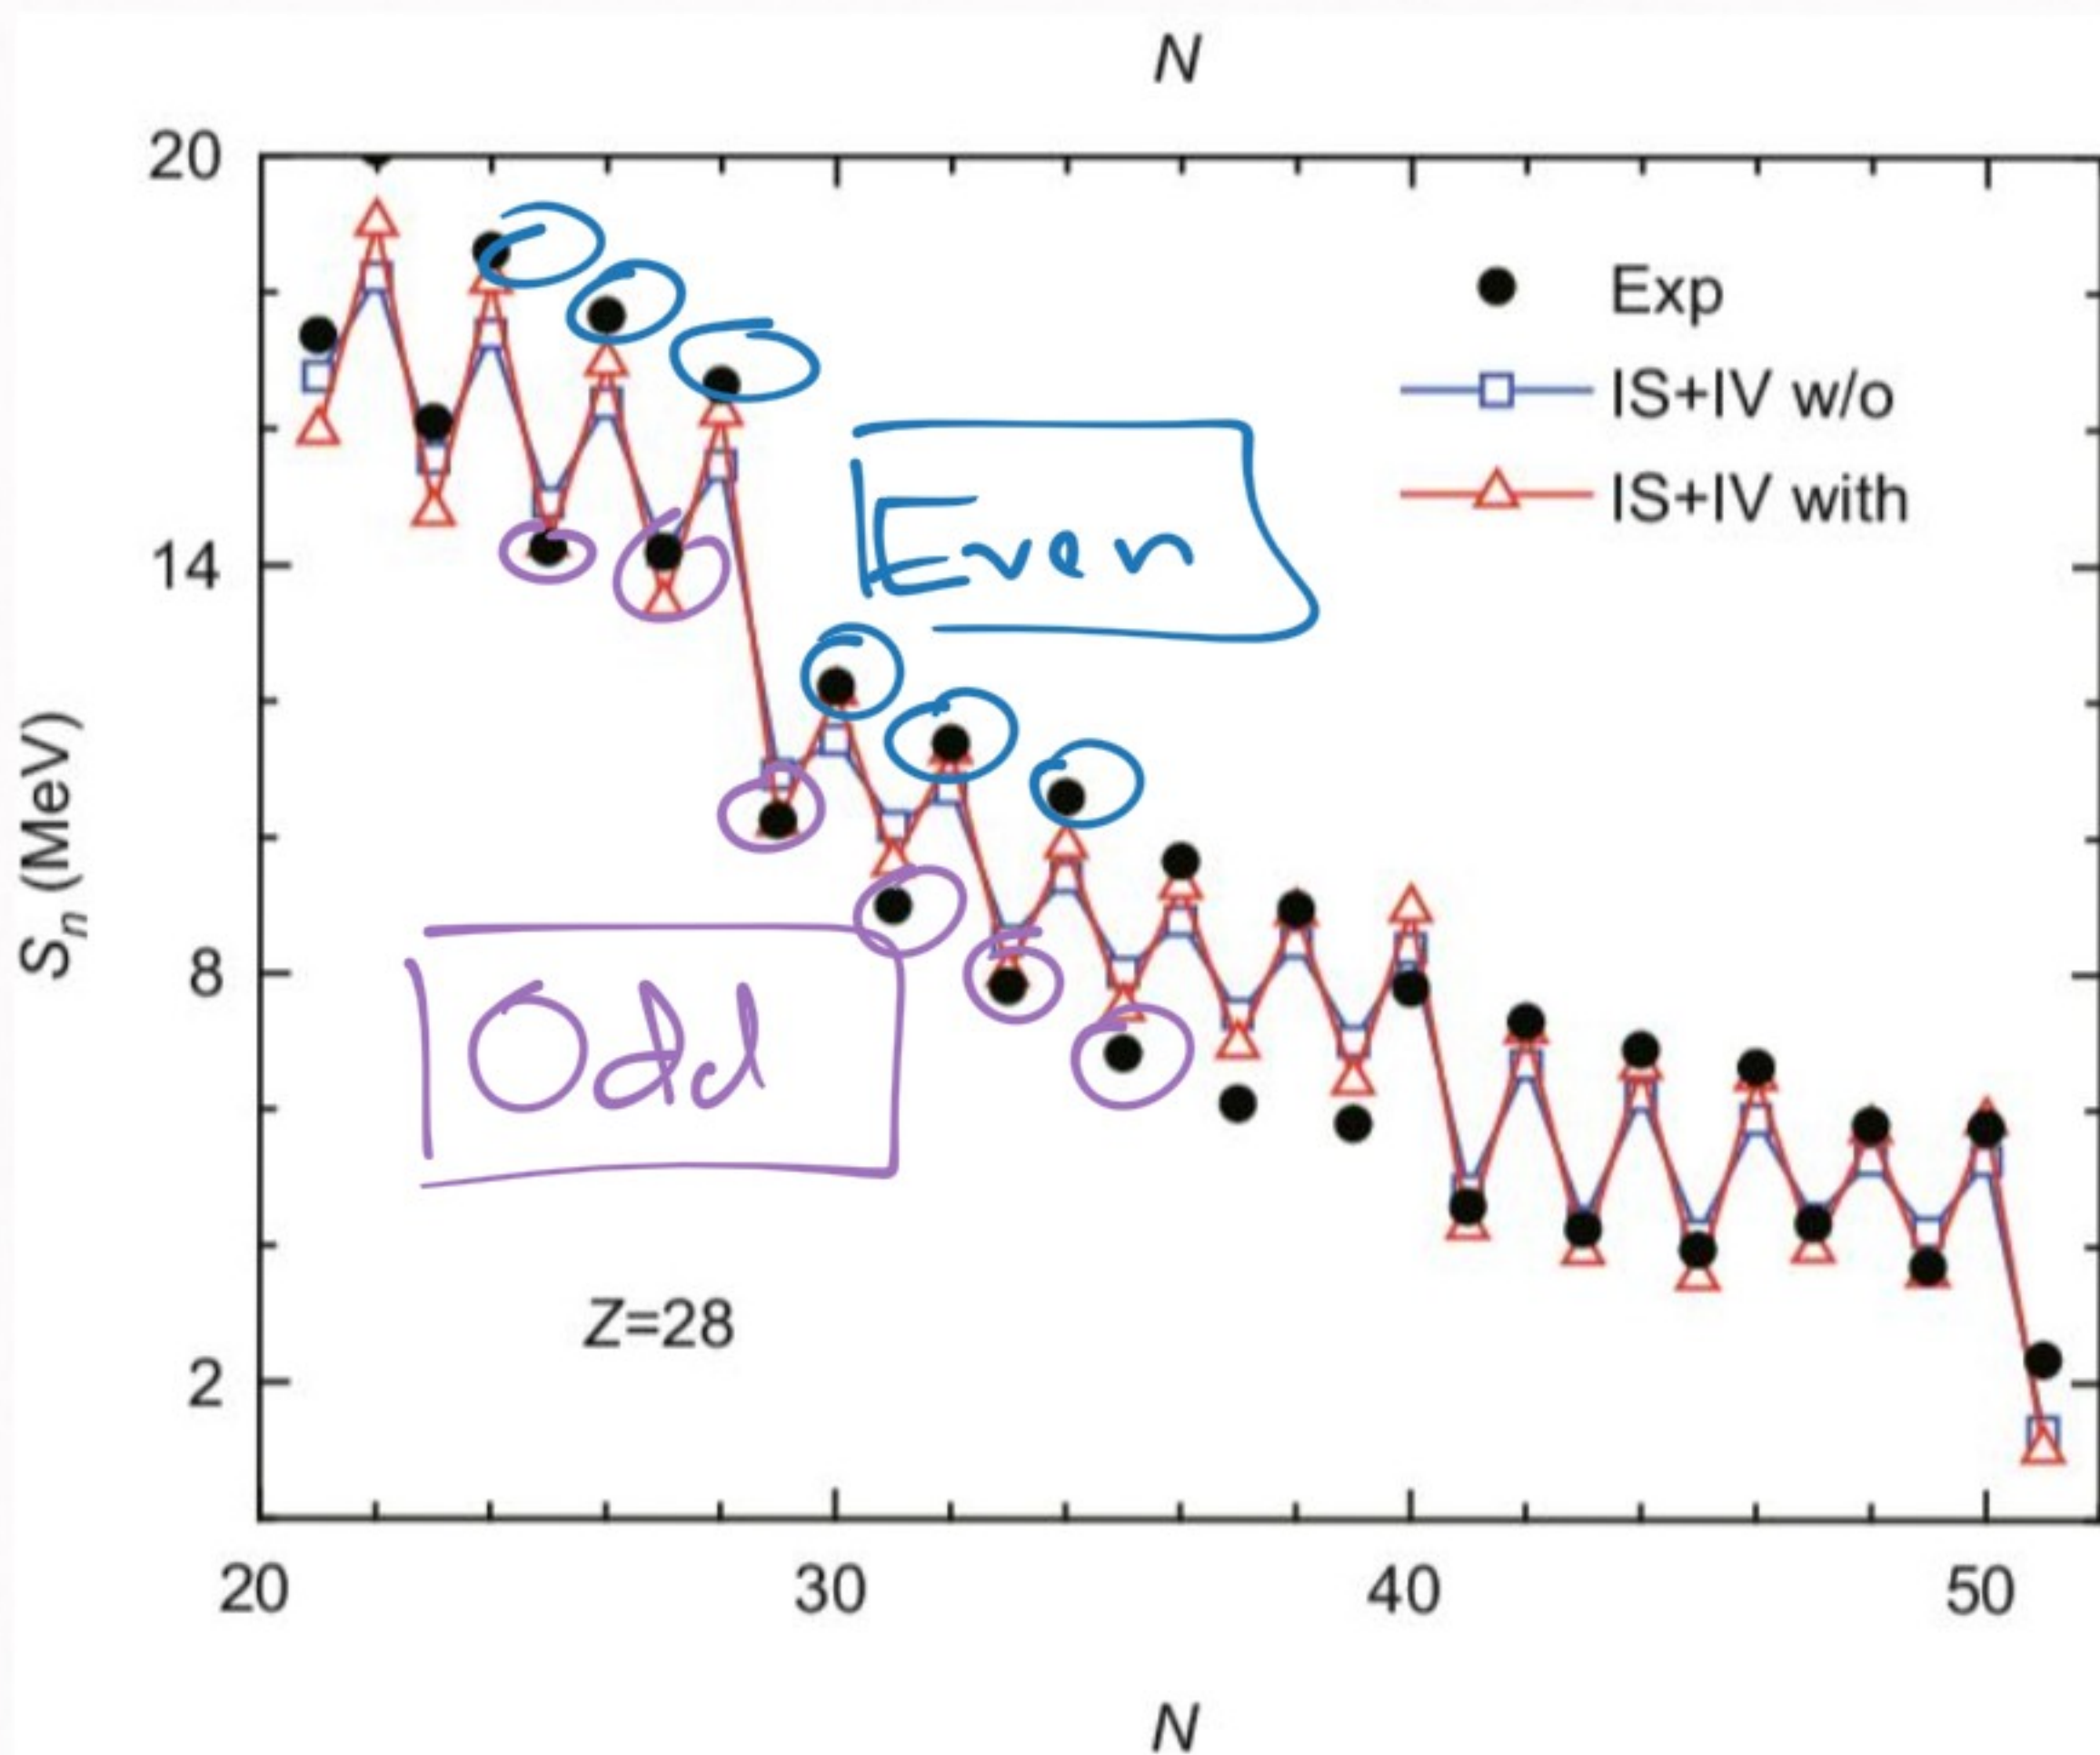 N
20
Exp
IS+IV w/o
IS+IV with
14
Even
Sn (MeV)
8
Odd
Z=28
2
20 30 40 50
N